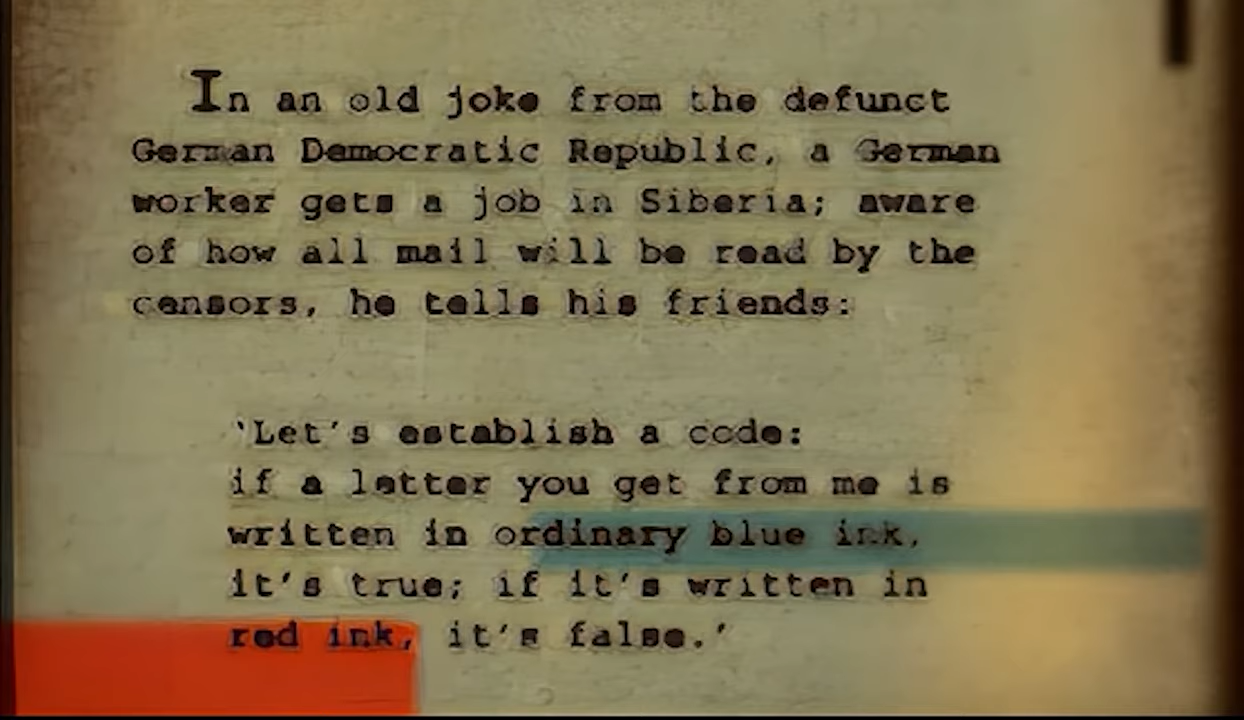 In an old joke from the defunct
German Democratic Republic, a German
worker gets a job in Siberia; aware
of how all mail will be read by the
censors, he tells his friends:
‘Let's establish a code:
if a letter you get from me is
written in ordinary blue ink,
it's true; if it's written in
red ink, it's false.’